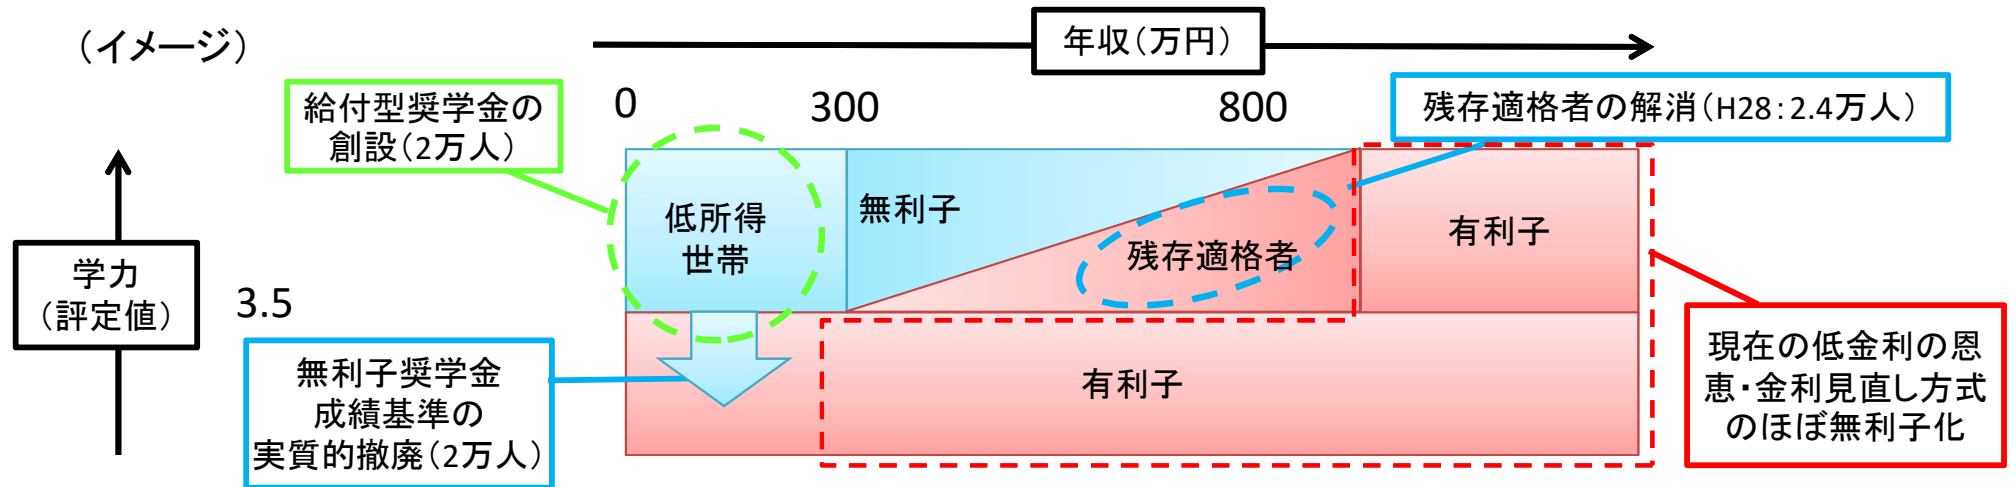 （イメージ）
年収（万円）
給付型奨学金の
創設（2万人）
0
300
800
残存適格者の解消（H28：2.4万人）
学力
（評定値）
3.5
低所得
世帯
無利子
残存適格者
有利子
有利子
無利子奨学金
成績基準の
実質的撤廃（2万人）
現在の低金利の恩
恵・金利見直し方式
のほぼ無利子化